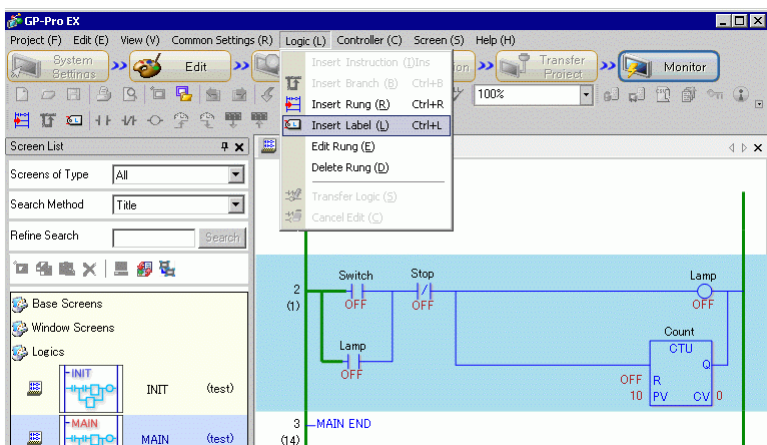 GP-Pro EX
Project (F) Edit (E) View (V) Common Settings (R) Logic (L) Controller (C) Screen (S) Help (H)
System Settings
Edit
Transfer Project
Monitor
Insert Instruction (I)Ins
Insert Branch (B) Ctrl+B
Insert Rung (R) Ctrl+R
Insert Label (L) Ctrl+L
Edit Rung (E)
Delete Rung (D)
Transfer Logic (S)
Cancel Edit (C)
100%
Screen List
Screens of Type All
Search Method Title
Refine Search Search
Base Screens
Window Screens
Logics
INIT
INIT (test)
MAIN
MAIN (test)
2
(1)
Switch
OFF
Stop
OFF
Lamp
OFF
Lamp
OFF
Count
CTU
Q
OFF R
10 PV CV 0
3 MAIN END
(14)